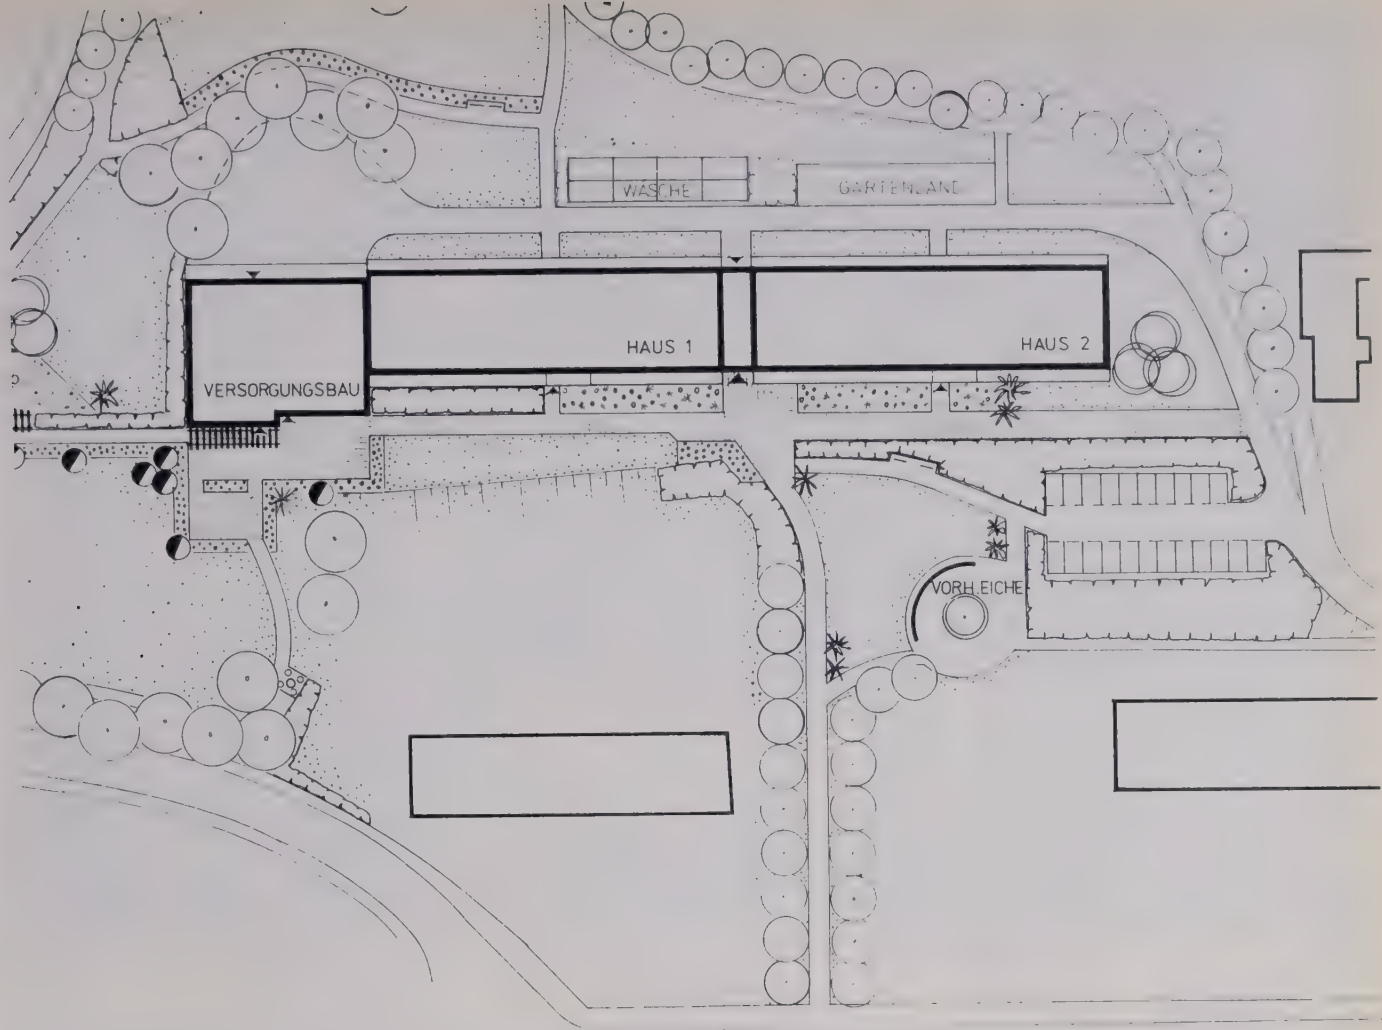 WÄSCHE
GARTENLAND
HAUS 1
HAUS 2
VERSORGUNGSBAU
VORH. EICHE